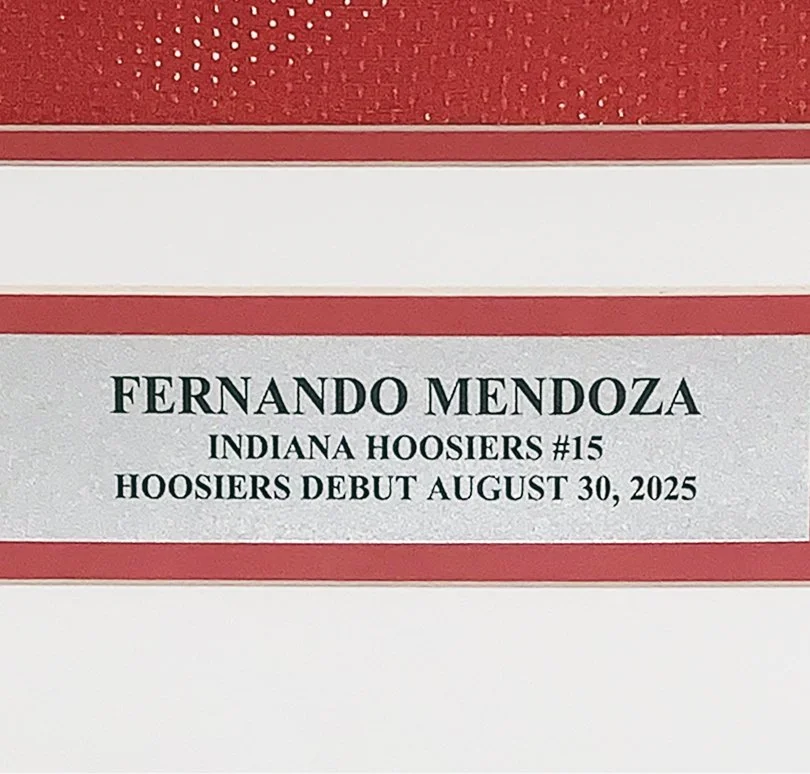 FERNANDO MENDOZA
INDIANA HOOSIERS #15
HOOSIERS DEBUT AUGUST 30, 2025